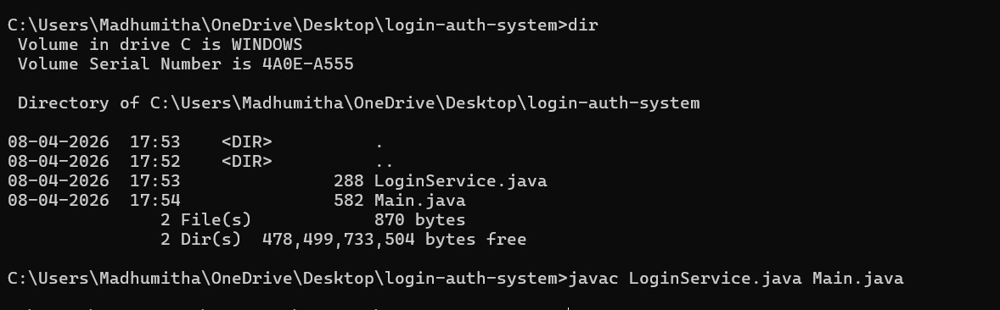 C:\Users\Madhumitha\OneDrive\Desktop\login-auth-system>dir
 Volume in drive C is WINDOWS
 Volume Serial Number is 4A0E-A555

 Directory of C:\Users\Madhumitha\OneDrive\Desktop\login-auth-system

08-04-2026  17:53    <DIR>          .
08-04-2026  17:52    <DIR>          ..
08-04-2026  17:53               288 LoginService.java
08-04-2026  17:54               582 Main.java
               2 File(s)            870 bytes
               2 Dir(s)  478,499,733,504 bytes free

C:\Users\Madhumitha\OneDrive\Desktop\login-auth-system>javac LoginService.java Main.java